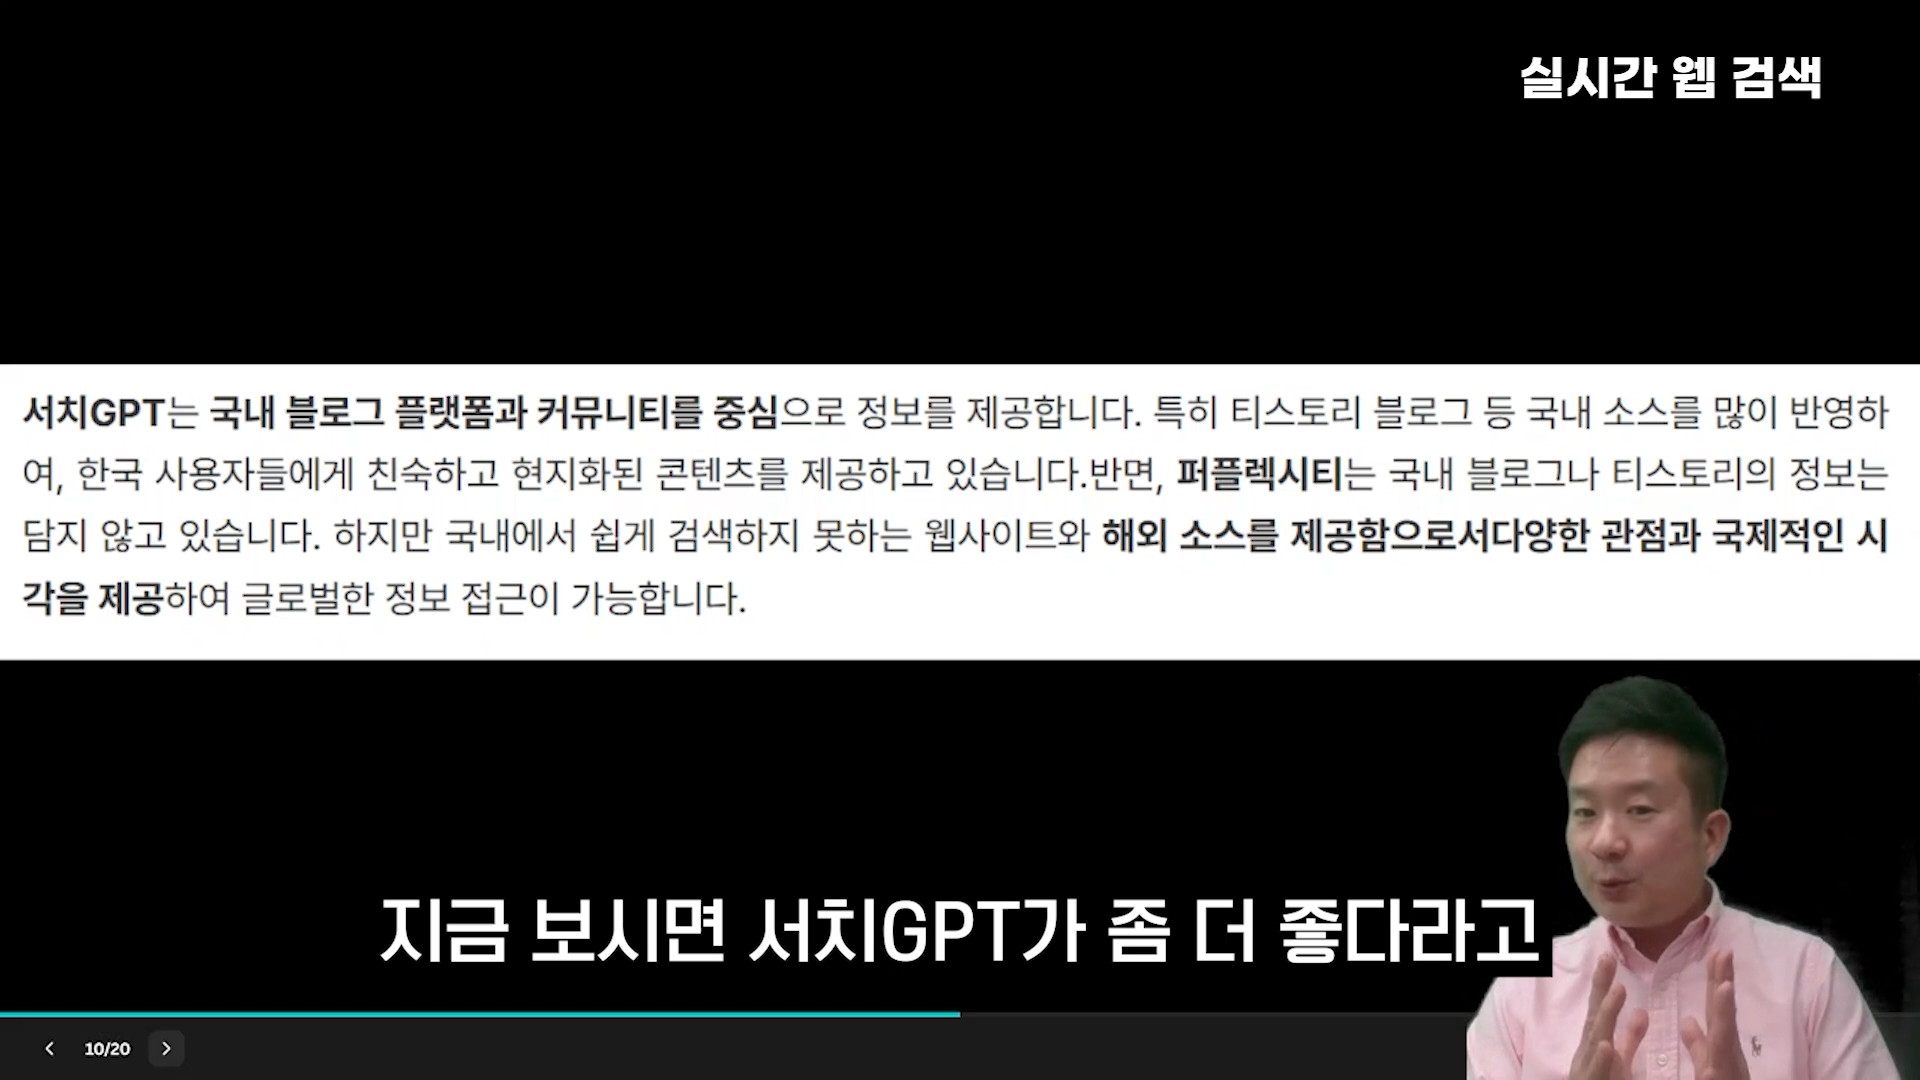 실시간 웹 검색
서치GPT는 국내 블로그 플랫폼과 커뮤니티를 중심으로 정보를 제공합니다. 특히 티스토리 블로그 등 국내 소스를 많이 반영하
여, 한국 사용자들에게 친숙하고 현지화된 콘텐츠를 제공하고 있습니다.반면, 퍼플렉시티는 국내 블로그나 티스토리의 정보는
담지 않고 있습니다. 하지만 국내에서 쉽게 검색하지 못하는 웹사이트와 해외 소스를 제공함으로서다양한 관점과 국제적인 시
각을 제공하여 글로벌한 정보 접근이 가능합니다.
지금 보시면 서치GPT가 좀 더 좋다라고
10/20